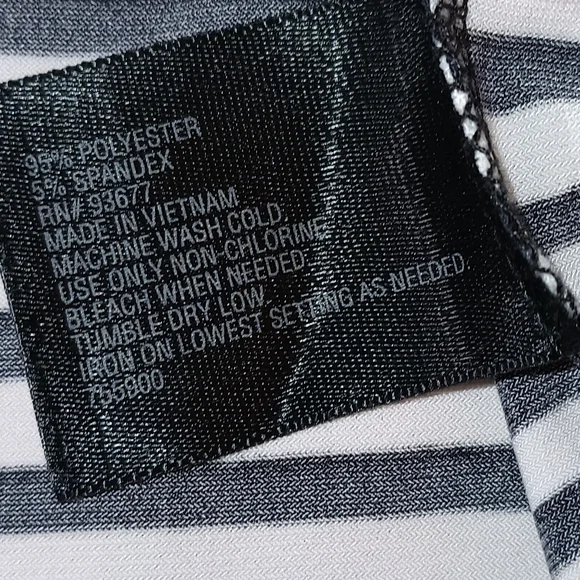 95% POLYESTER
5% SPANDEX
RN# 93677
MADE IN VIETNAM
MACHINE WASH COLD.
USE ONLY NON-CHLORINE
BLEACH WHEN NEEDED.
TUMBLE DRY LOW.
IRON ON LOWEST SETTING AS NEEDED.
755900